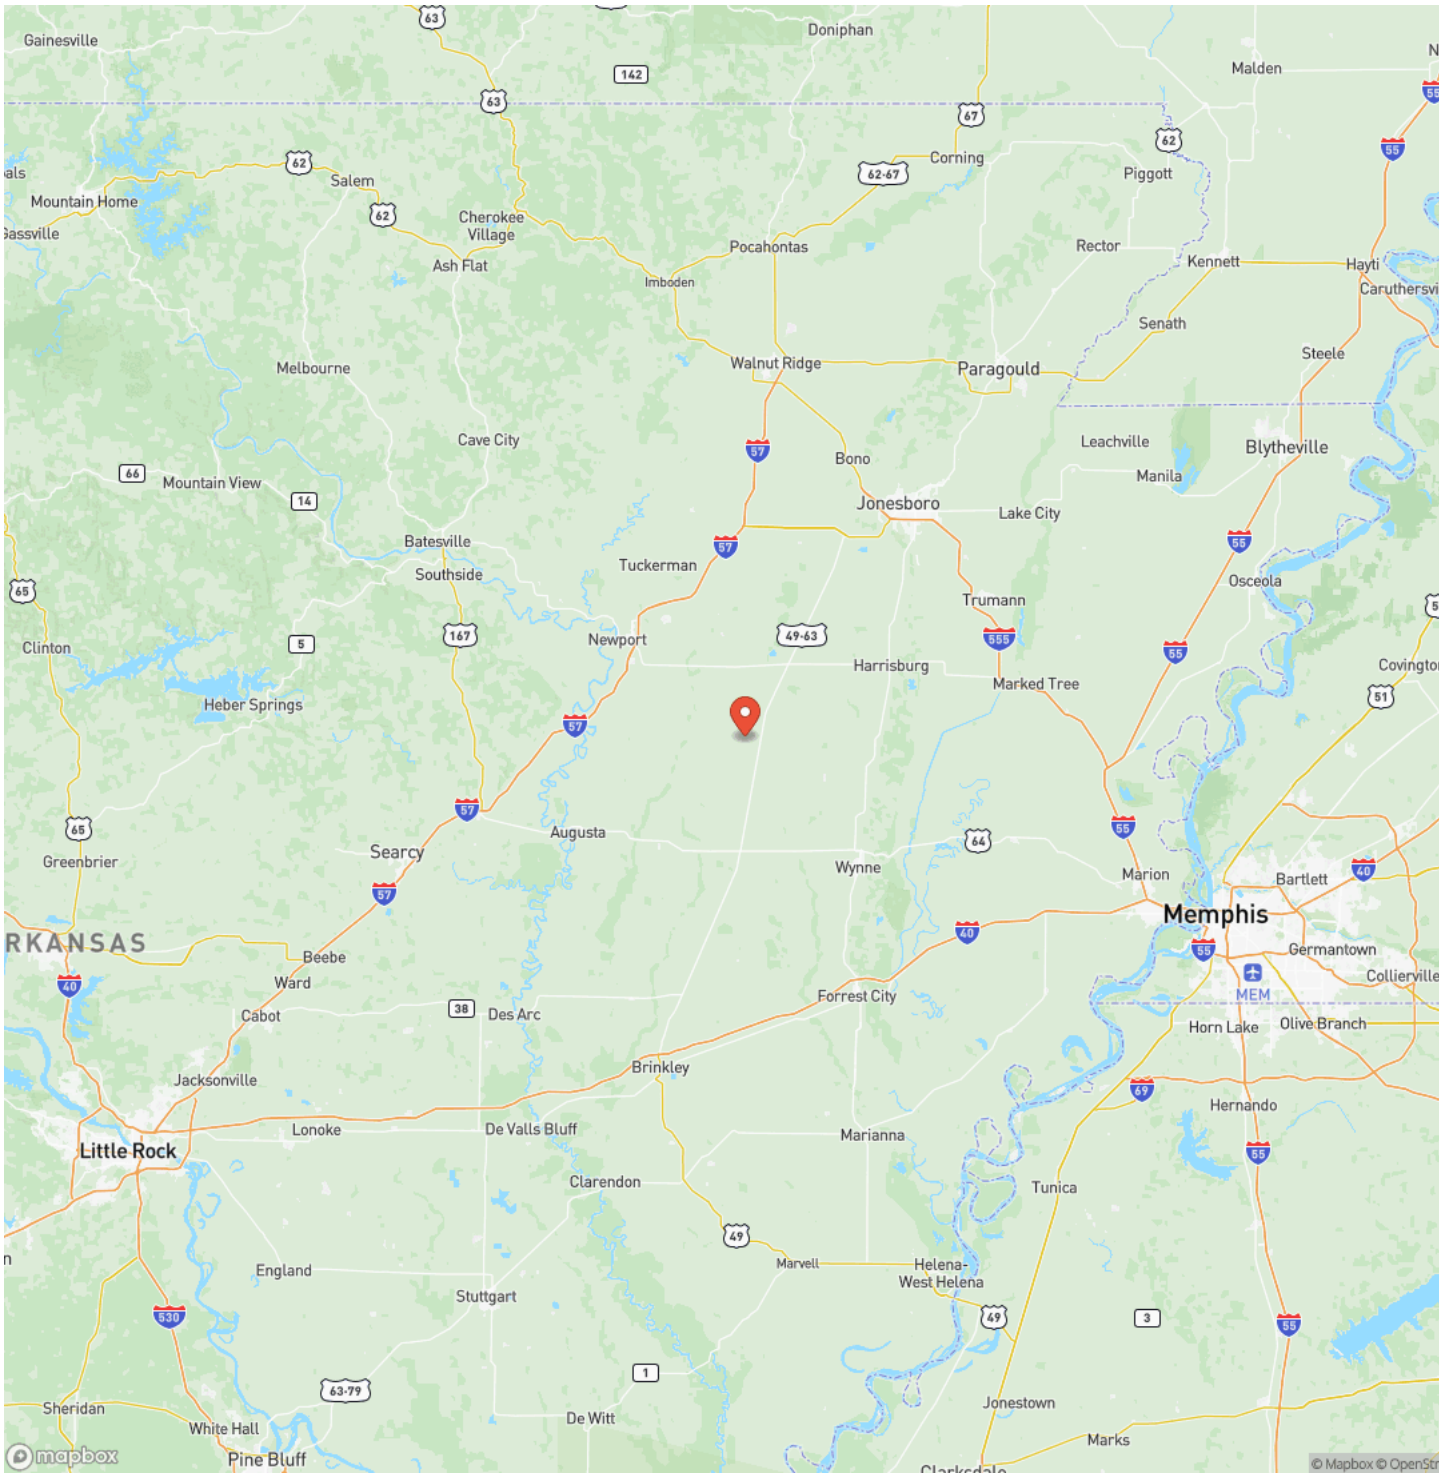 63
Gainesville
Doniphan
142
Malden
N
55
63
67
62
62
55
Corning
62-67
Piggott
als
Salem
Mountain Home
62
Cherokee
Village
Gassville
Pocahontas
Rector
Ash Flat
Kennett
Hayti
Imboden
Caruthersvi
Senath
Steele
Walnut Ridge
Paragould
Melbourne
Cave City
Leachville
Blytheville
57
Bono
66
Manila
Mountain View
14
Jonesboro
Lake City
Batesville
57
55
Tuckerman
Southside
Osceola
65
Trumann
5
Newport
167
49-63
555
Clinton
5
55
Harrisburg
Covington
Marked Tree
51
Heber Springs
57
57
65
Augusta
55
64
Searcy
Greenbrier
Wynne
Marion
40
Bartlett
57
Memphis
40
RKANSAS
55
Germantown
Beebe
Collierville
Ward
40
MEM
Forrest City
38
Des Arc
Cabot
Horn Lake
Olive Branch
Brinkley
Jacksonville
69
Hernando
Lonoke
De Valls Bluff
Marianna
Little Rock
55
Clarendon
Tunica
49
n
Marvell
Helena-
West Helena
England
Stuttgart
530
49
3
55
1
63-79
Jonestown
Sheridan
De Witt
White Hall
Marks
mapbox
Pine Bluff
Clarksdale
© Mapbox © OpenStr